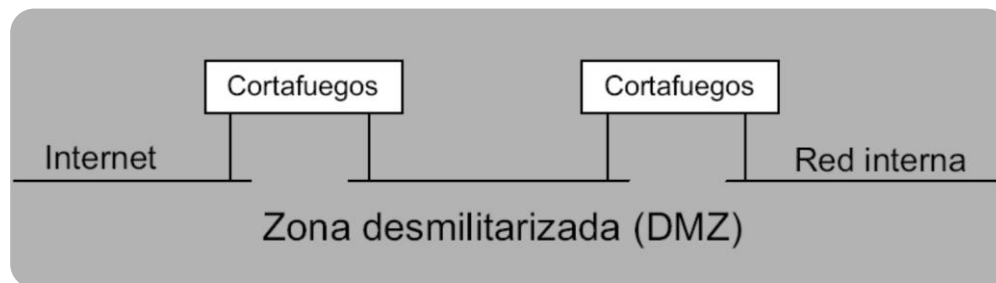 Cortafuegos
Cortafuegos
Internet
Red interna
Zona desmilitarizada (DMZ)